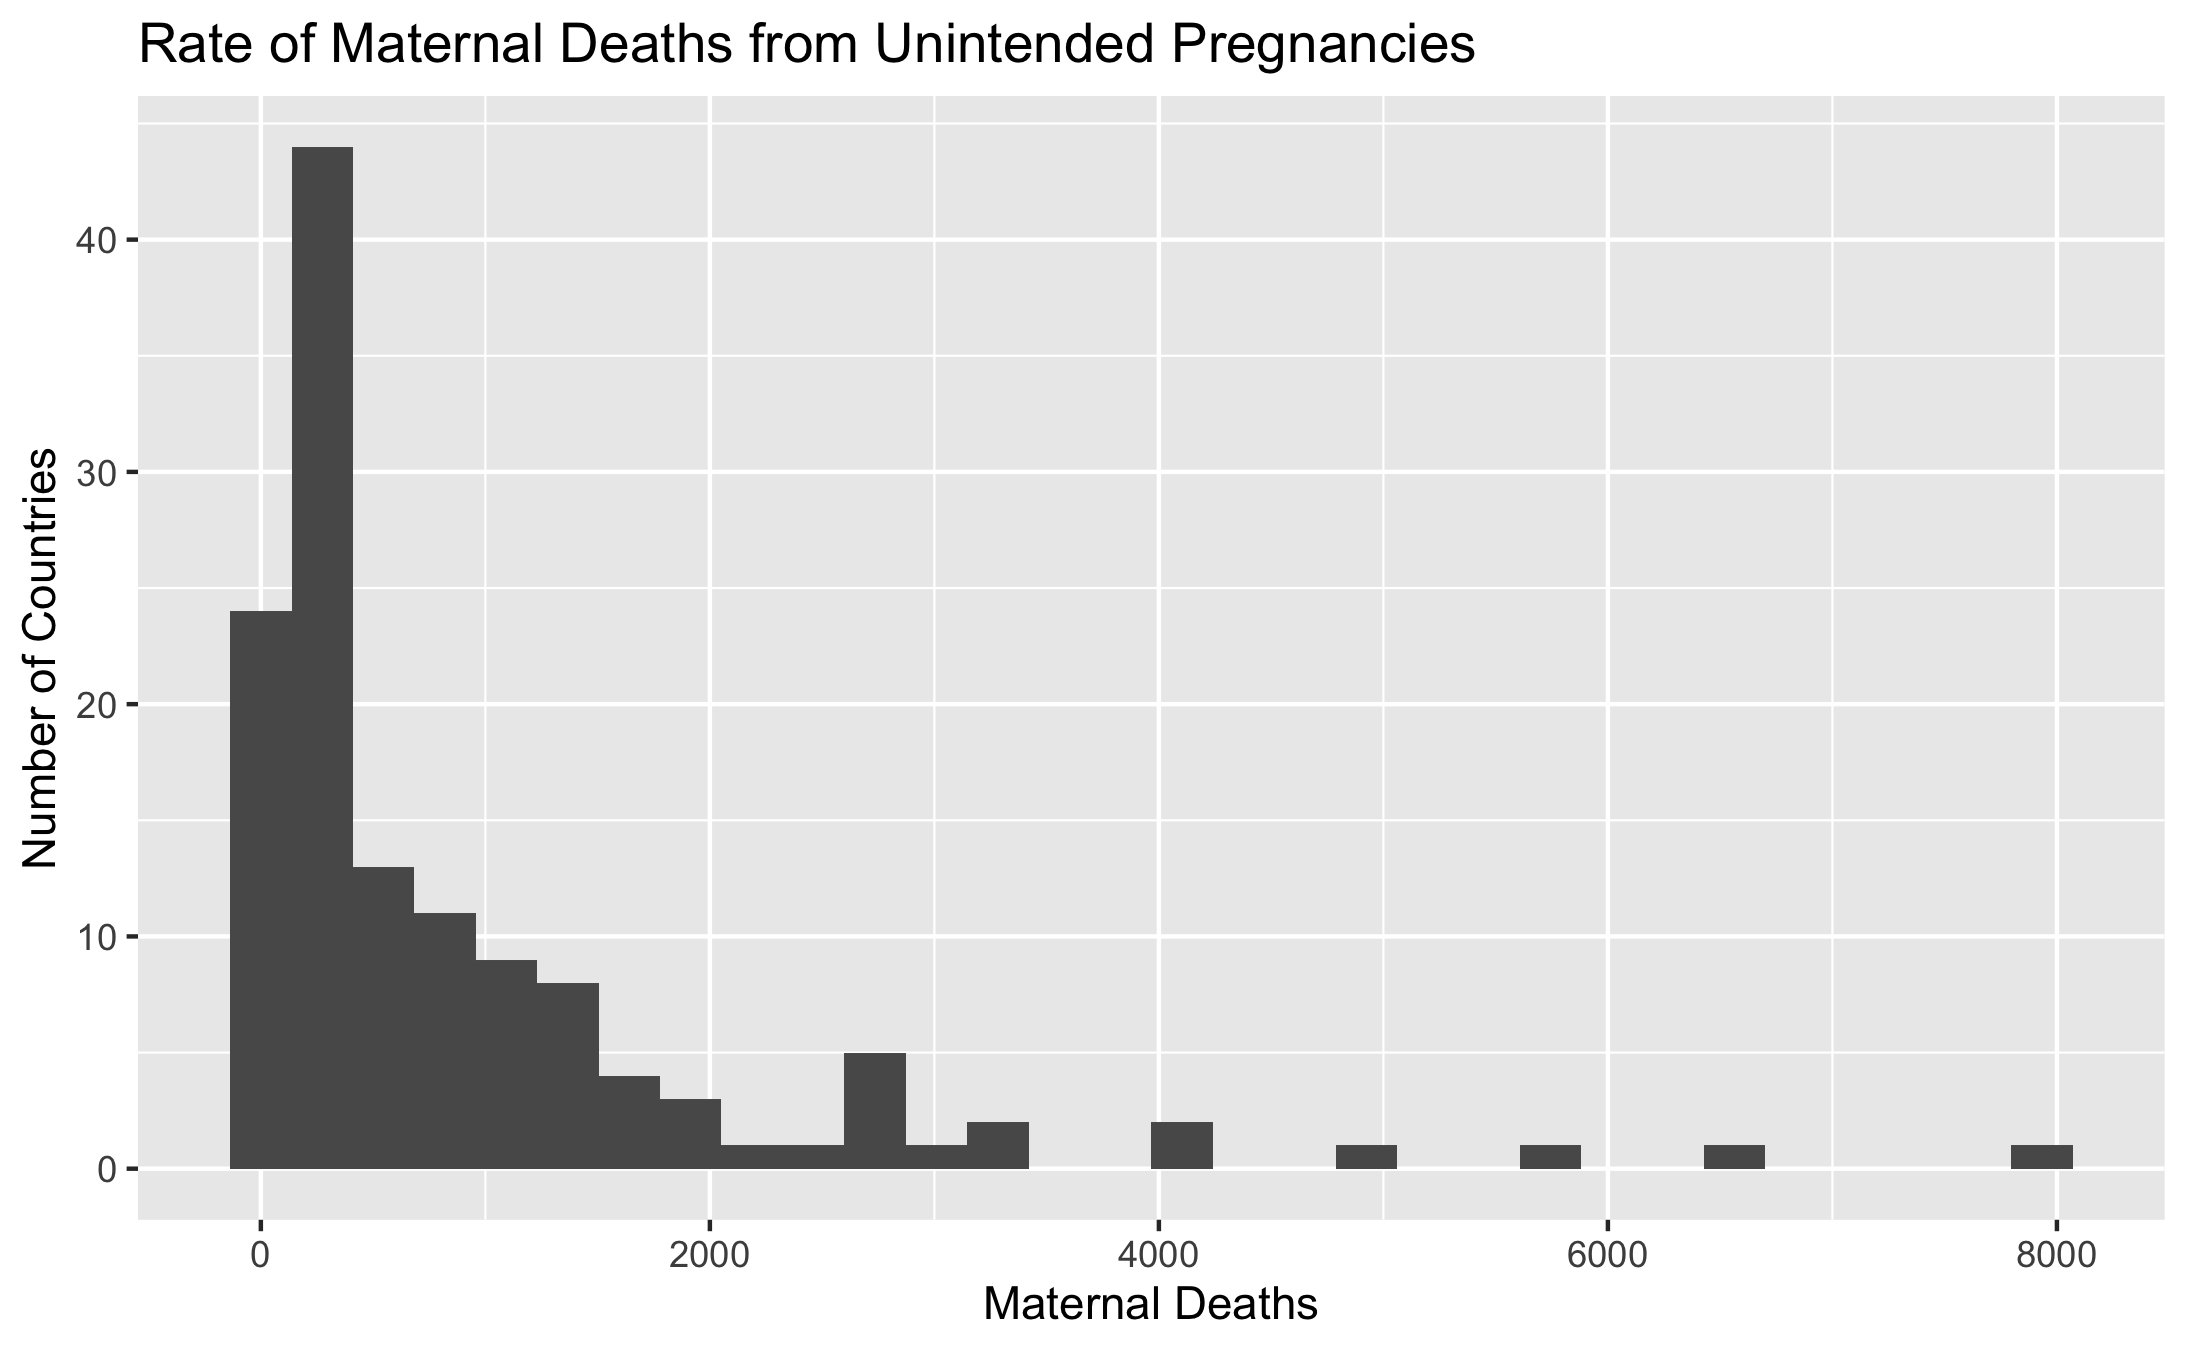 Rate of Maternal Deaths from Unintended Pregnancies
Number of Countries
40
30
20
10
0
0 2000 4000 6000 8000
Maternal Deaths